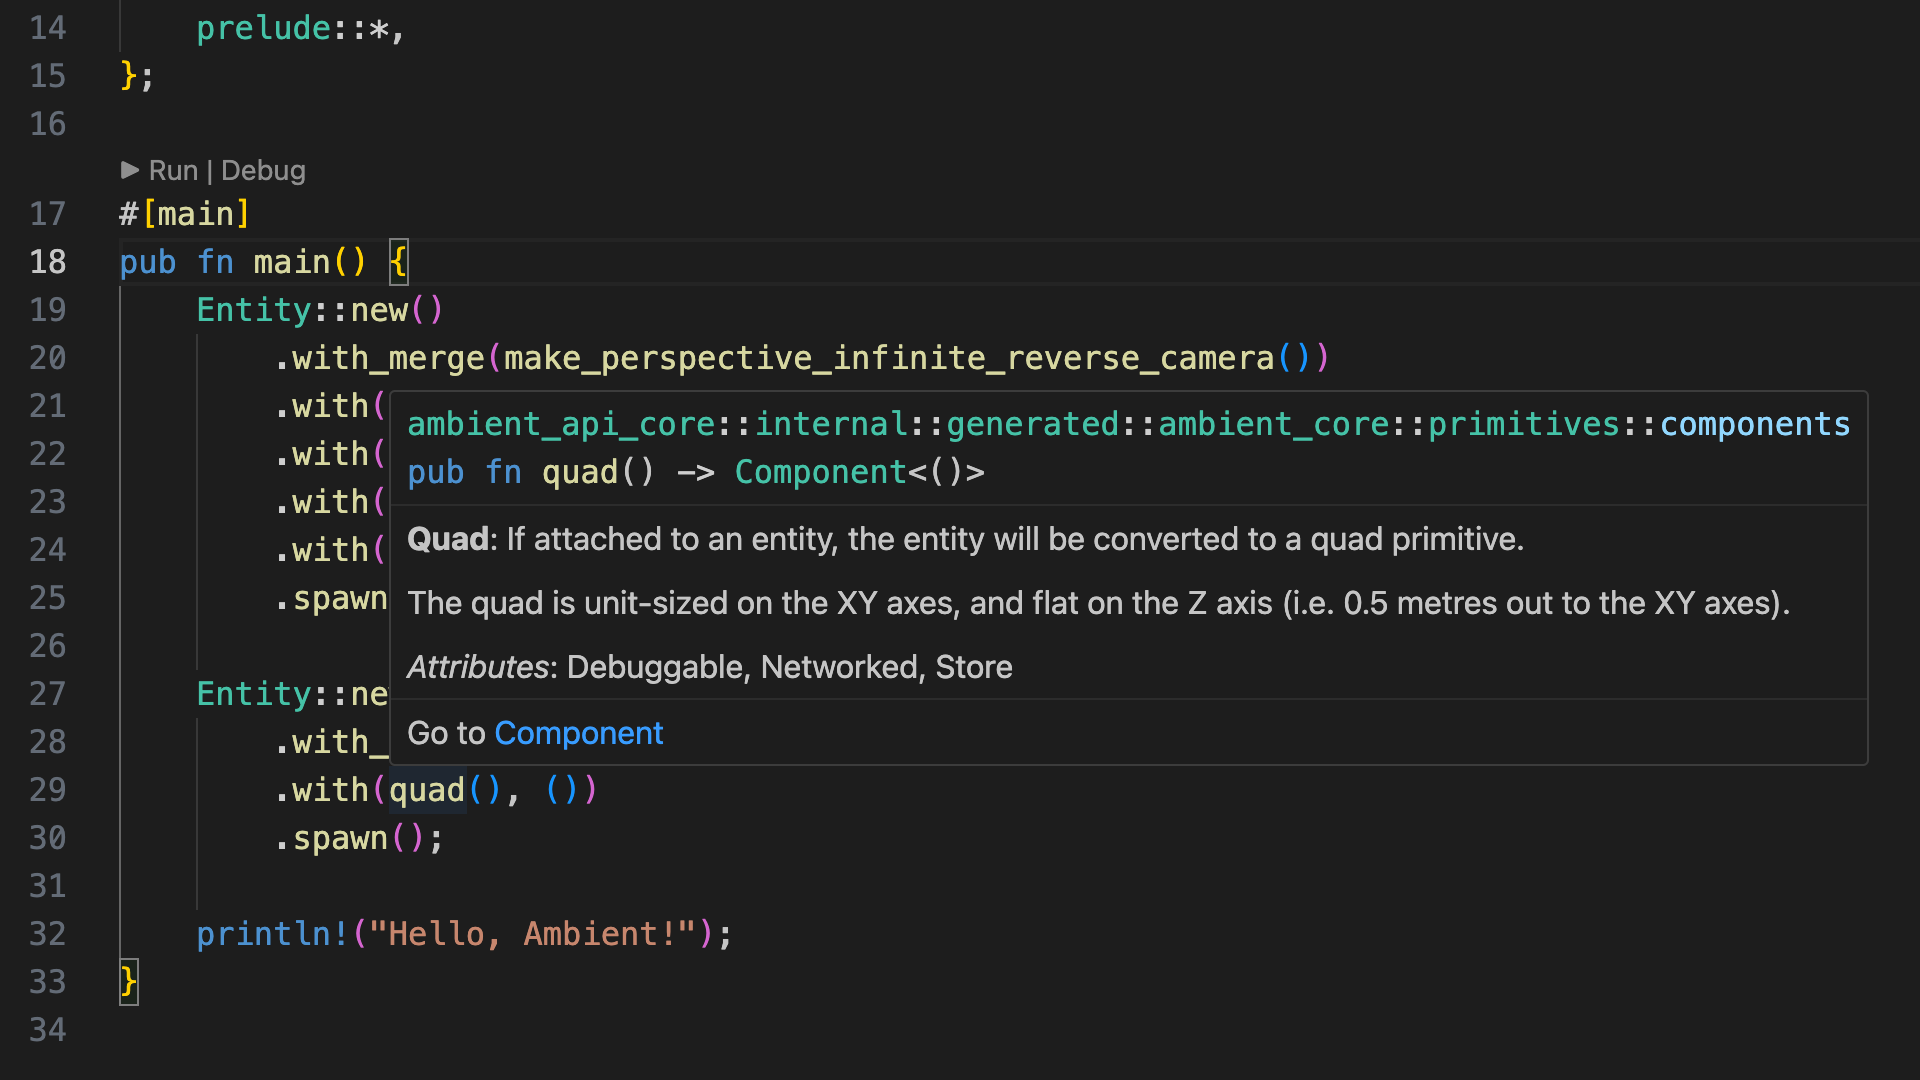 14 prelude::*,
15 };
16
▶ Run | Debug
17 #[main]
18 pub fn main() {
19 Entity::new()
20 .with_merge(make_perspective_infinite_reverse_camera())
21 .with(
ambient_api_core::internal::generated::ambient_core::primitives::components
22 .with(
pub fn quad() -> Component<()>
23 .with(
Quad: If attached to an entity, the entity will be converted to a quad primitive.
24 .with(
25 .spawn
The quad is unit-sized on the XY axes, and flat on the Z axis (i.e. 0.5 metres out to the XY axes).
26
Attributes: Debuggable, Networked, Store
27 Entity::ne
28 .with_
Go to Component
29 .with(quad(), ())
30 .spawn();
31
32 println!("Hello, Ambient!");
33 }
34